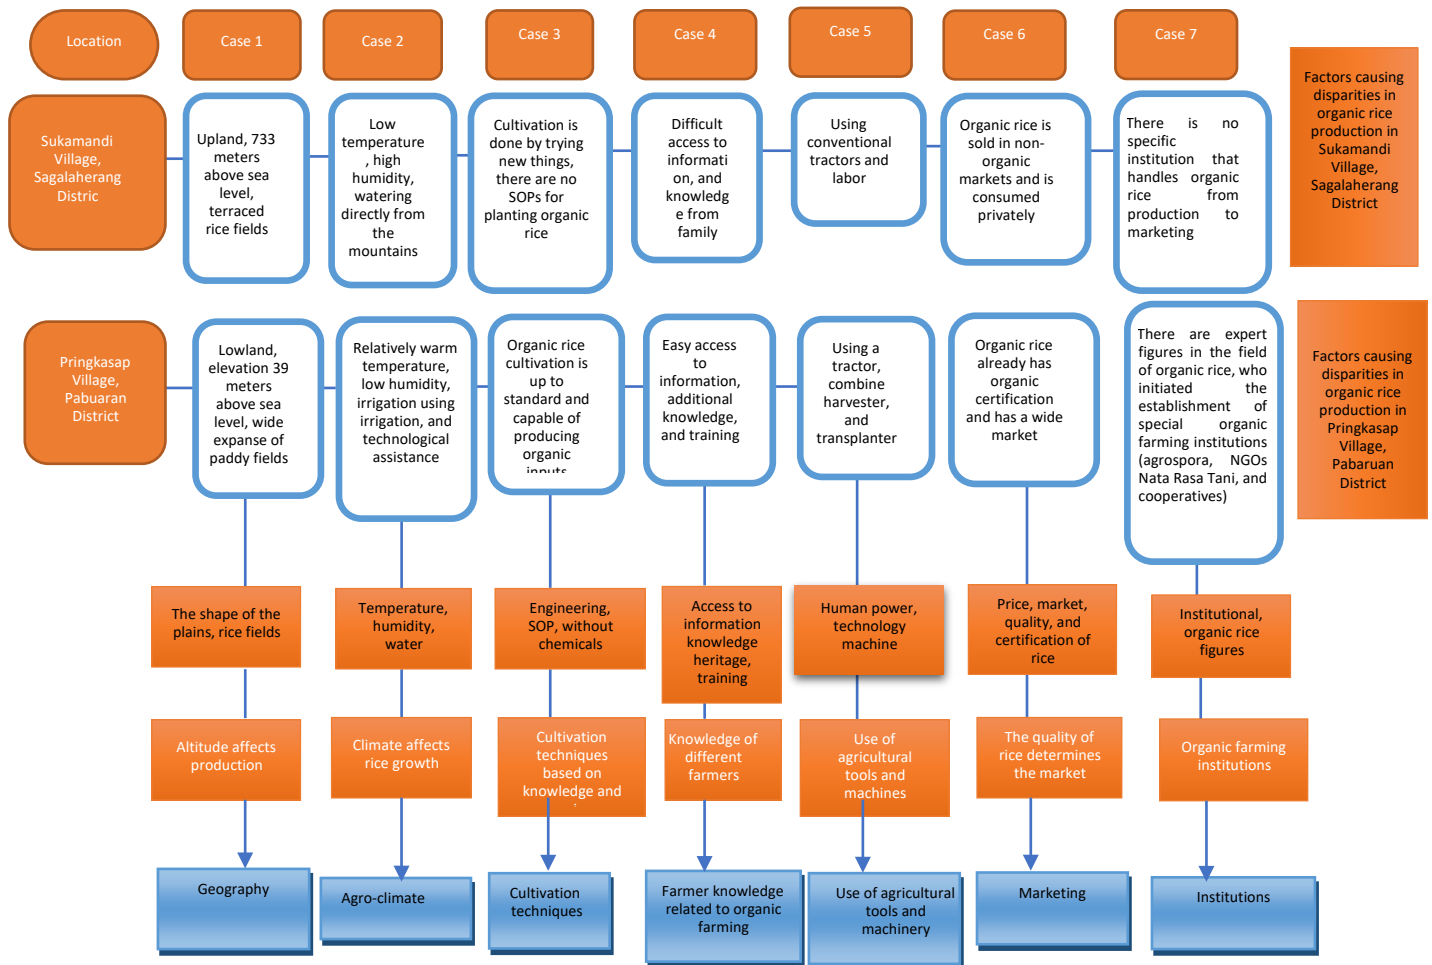 Location
Case 1
Case 2
Case 3
Case 4
Case 5
Case 6
Case 7
Factors causing
disparities in
organic rice
production in
Sukamandi
Village,
Sagalaherang
District
Sukamandi
Village,
Sagalaherang
Distric
Upland, 733
meters
above sea
level,
terraced
rice fields
Low
temperature
, high
humidity,
watering
directly from
the
mountains
Cultivation is
done by trying
new things,
there are no
SOPs for
planting organic
rice
Difficult
access to
informati
on, and
knowledg
e from
family
Using
conventional
tractors and
labor
Organic rice is
sold in non-
organic
markets and is
consumed
privately
There is no
specific
institution that
handles organic
rice from
production to
marketing
Pringkasap
Village,
Pabuaran
District
Lowland,
elevation 39
meters
above sea
level, wide
expanse of
paddy fields
Relatively warm
temperature,
low humidity,
irrigation using
irrigation, and
technological
assistance
Organic rice
cultivation is
up to
standard and
capable of
producing
organic
inputs
Easy access
to
information,
additional
knowledge,
and training
Using a
tractor,
combine
harvester,
and
transplanter
Organic rice
already has
organic
certification
and has a wide
market
There are expert
figures in the field
of organic rice, who
initiated the
establishment of
special organic
farming institutions
(agrospora, NGOs
Nata Rasa Tani, and
cooperatives)
Factors causing
disparities in
organic rice
production in
Pringkasap
Village,
Pabaruan
District
The shape of the
plains, rice fields
Temperature,
humidity,
water
Engineering,
SOP, without
chemicals
Access to
information
knowledge
heritage,
training
Human power,
technology
machine
Price, market,
quality, and
certification of
rice
Institutional,
organic rice
figures
Altitude affects
production
Climate affects
rice growth
Cultivation
techniques
based on
knowledge and
Knowledge of
different
farmers
Use of
agricultural
tools and
machines
The quality of
rice determines
the market
Organic farming
institutions
Geography
Agro-climate
Cultivation
techniques
Farmer knowledge
related to organic
farming
Use of agricultural
tools and
machinery
Marketing
Institutions